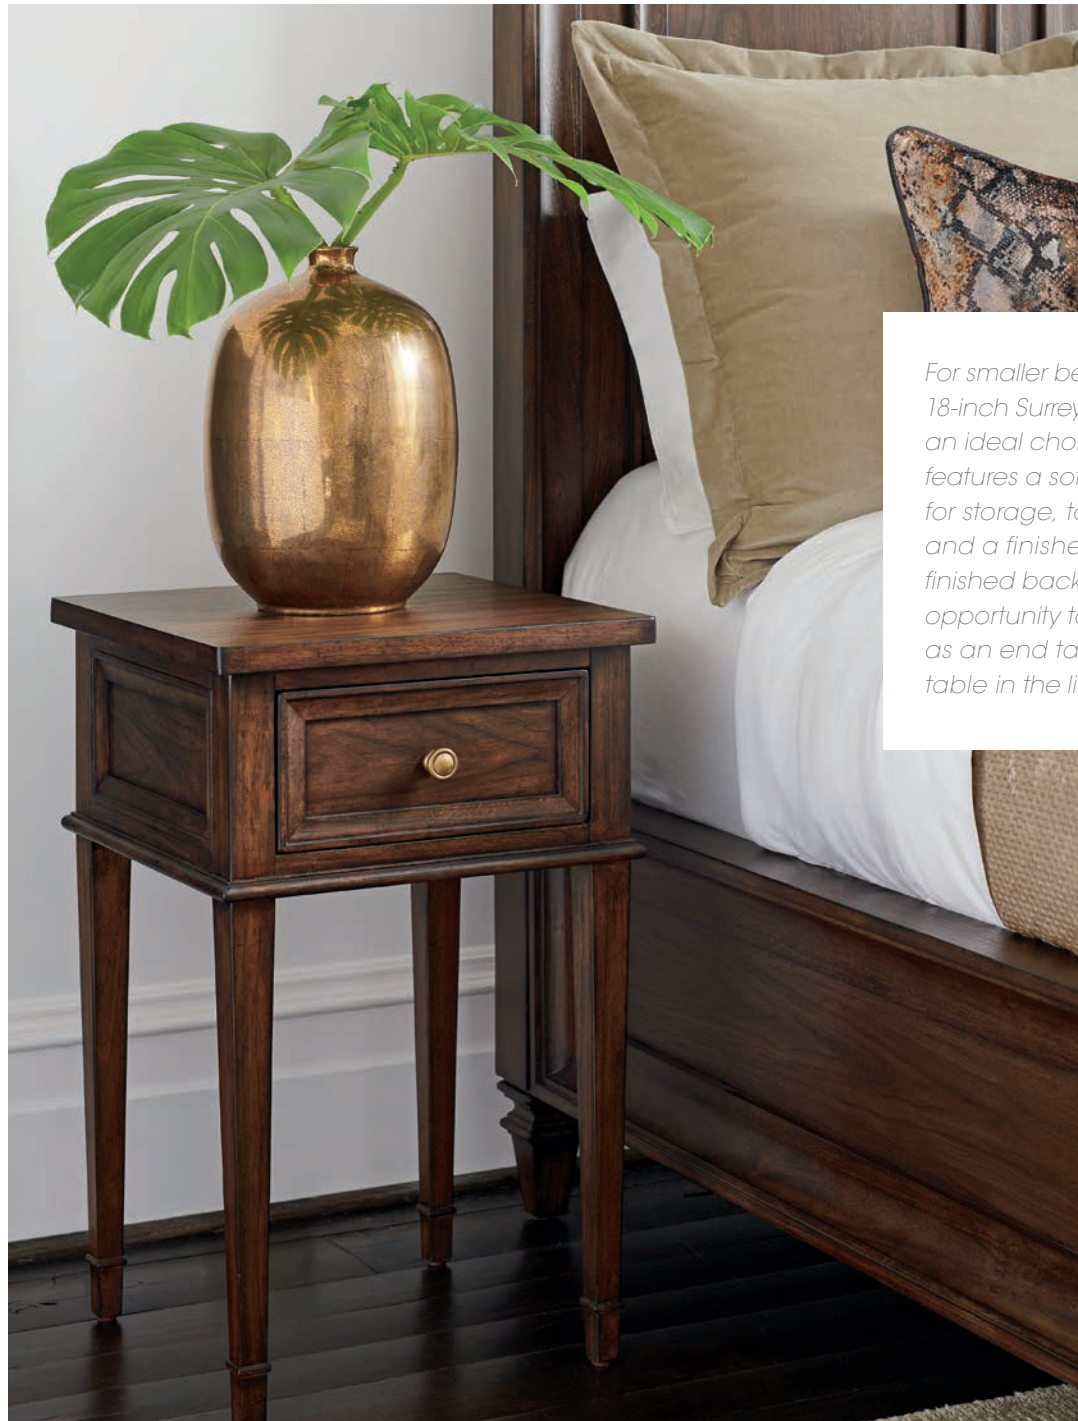 For smaller be
18-inch Surrey
an ideal cho
features a so
for storage, t
and a finishe
finished back
opportunity t
as an end ta
table in the li